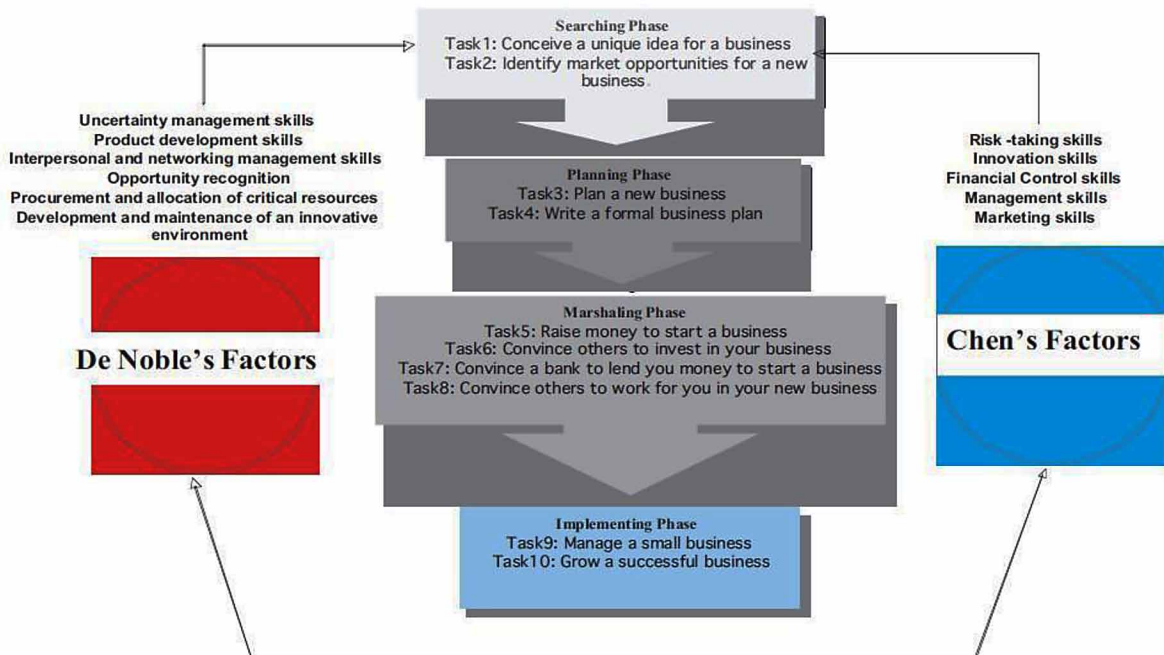 Searching Phase
Task1: Conceive a unique idea for a business
Task2: Identify market opportunities for a new
business.
Uncertainty management skills
Product development skills
Interpersonal and networking management skills
Opportunity recognition
Procurement and allocation of critical resources
Development and maintenance of an innovative
environment
De Noble's Factors
Planning Phase
Task3: Plan a new business
Task4: Write a formal business plan
Marshaling Phase
Task5: Raise money to start a business
Task6: Convince others to invest in your business
Task7: Convince a bank to lend you money to start a business
Task8: Convince others to work for you in your new business
Implementing Phase
Task9: Manage a small business
Task10: Grow a successful business
Risk -taking skills
Innovation skills
Financial Control skills
Management skills
Marketing skills
Chen's Factors